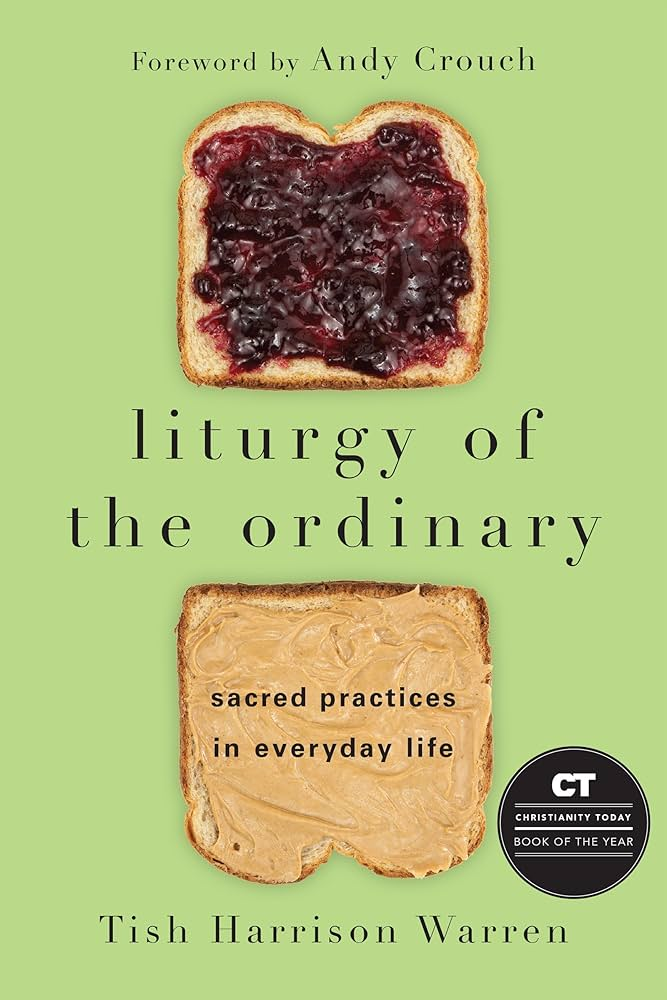 Foreword by Andy Crouch
liturgy of
the ordinary
sacred practices
in everyday life
CT
CHRISTIANITY TODAY
BOOK OF THE YEAR
Tish Harrison Warren